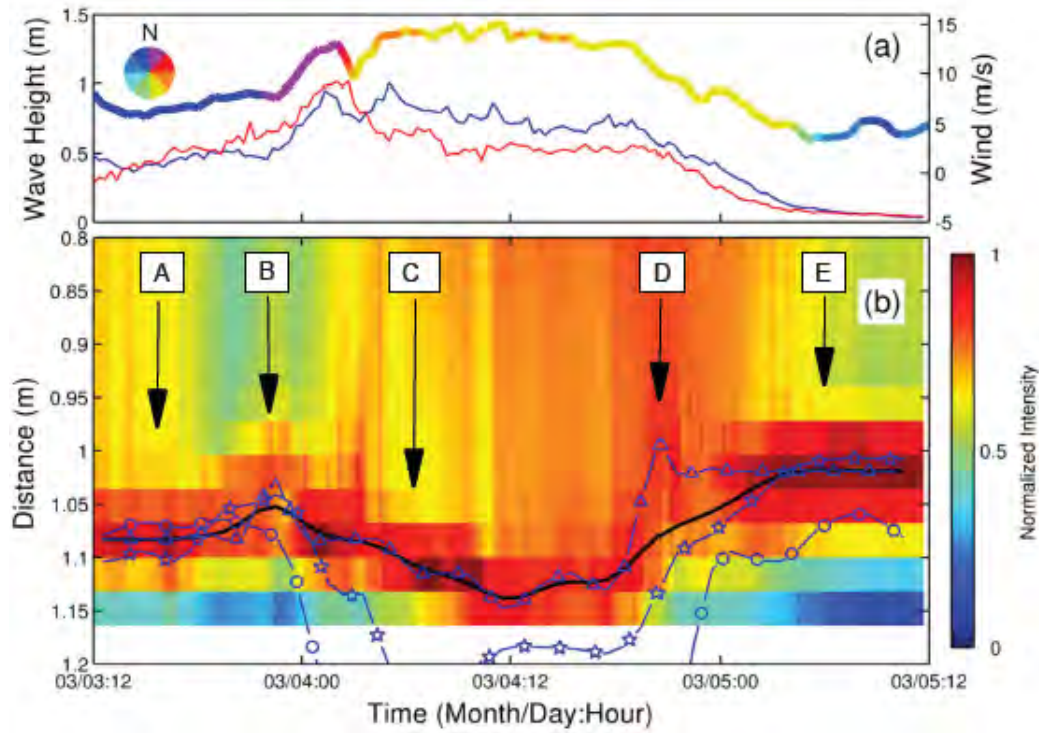 1.5
N
(a)
15
1
10
5
0.5
0
0
-5
Wave Height (m)
Wind (m/s)
0.8
A
B
C
D
E
(b)
1
0.85
0.9
0.95
1
0.5
1.05
1.1
1.15
0
1.2
Distance (m)
Normalized Intensity
03/03:12
03/04:00
03/04:12
03/05:00
03/05:12
Time (Month/Day:Hour)